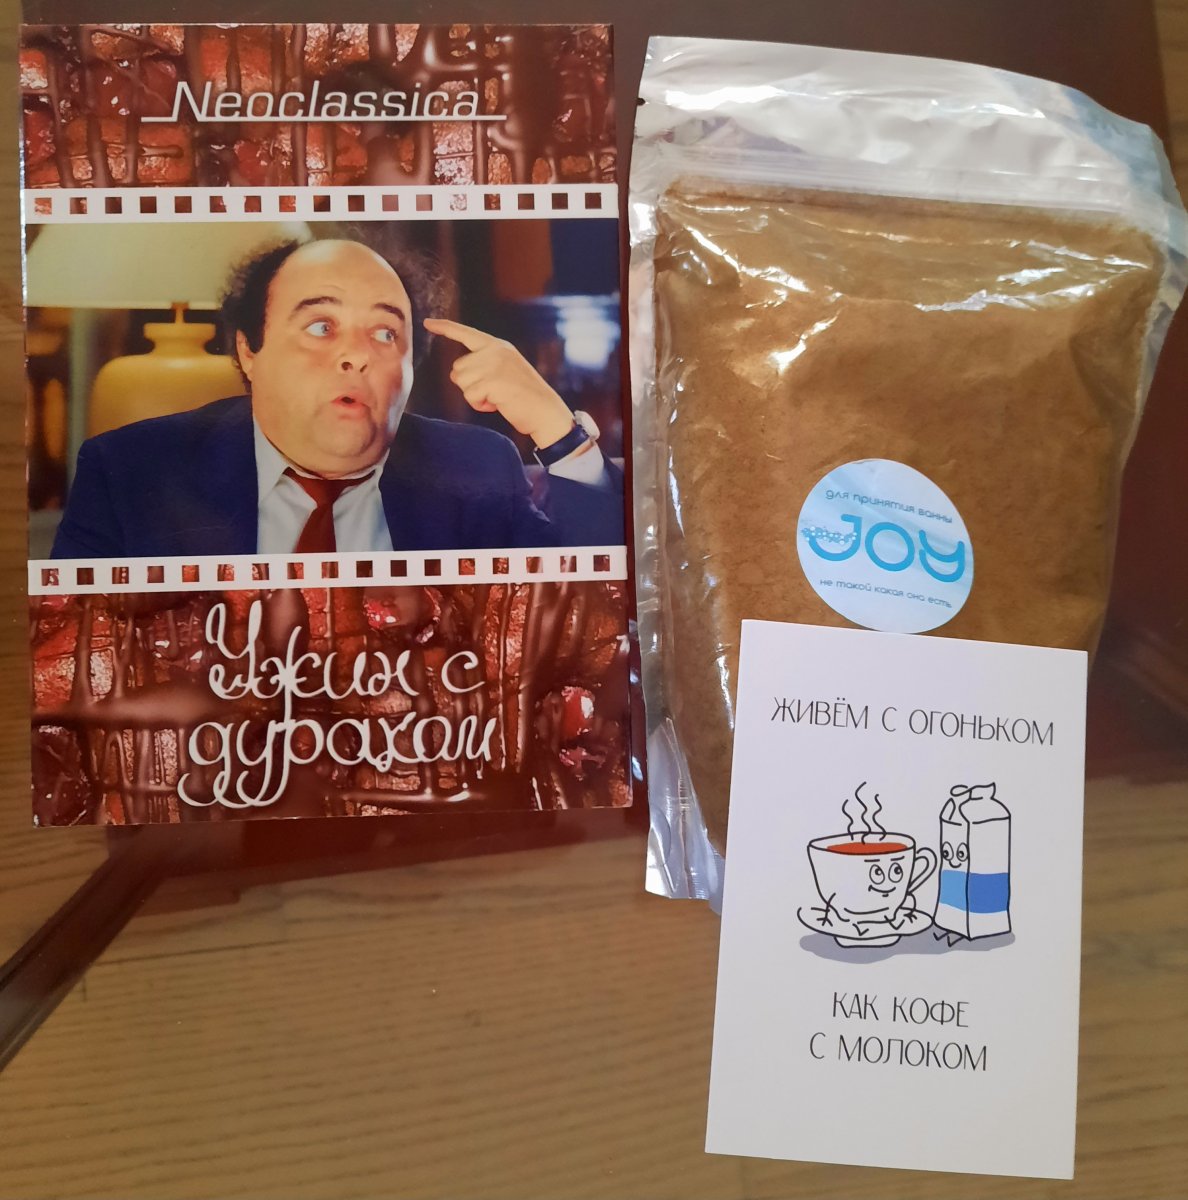 Neoclassica
Ужин с
дураком
для принятия ванны
JOY
не такой какая она есть
ЖИВЁМ С ОГОНЬКОМ
КАК КОФЕ
С МОЛОКОМ